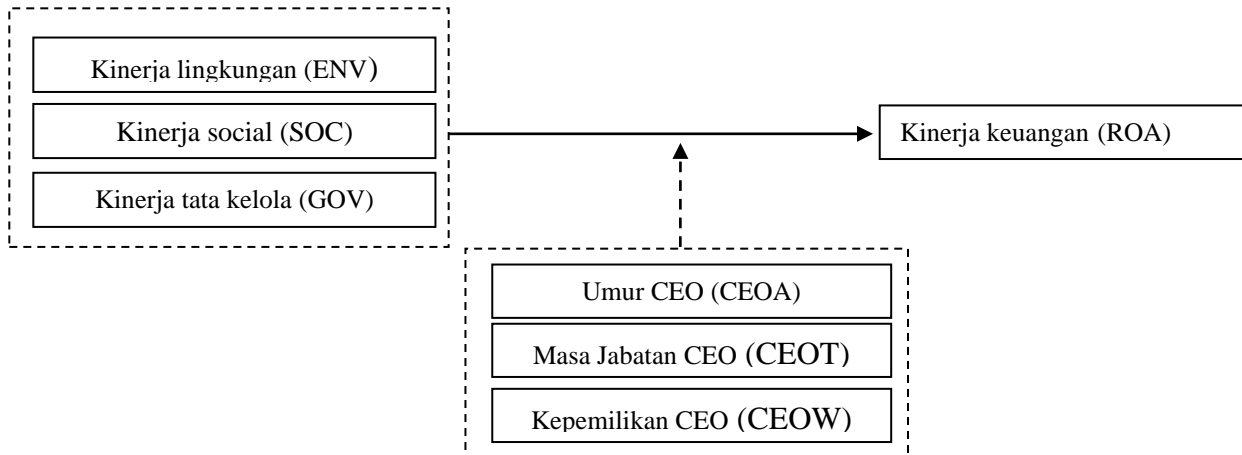 Kinerja lingkungan (ENV)
Kinerja social (SOC)
Kinerja tata kelola (GOV)
Kinerja keuangan (ROA)
Umur CEO (CEOA)
Masa Jabatan CEO (CEOT)
Kepemilikan CEO (CEOW)